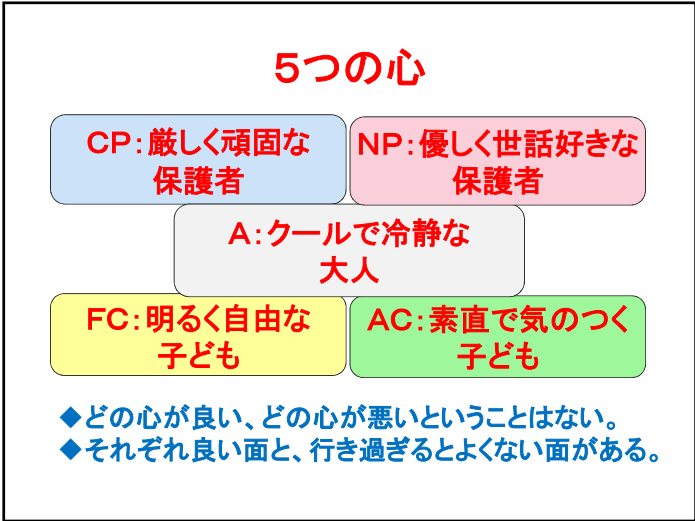 ５つの心
ＣＰ：厳しく頑固な
保護者
ＮＰ：優しく世話好きな
保護者
Ａ：クールで冷静な
大人
ＦＣ：明るく自由な
子ども
ＡＣ：素直で気のつく
子ども
◆どの心が良い、どの心が悪いということはない。
◆それぞれ良い面と、行き過ぎるとよくない面がある。